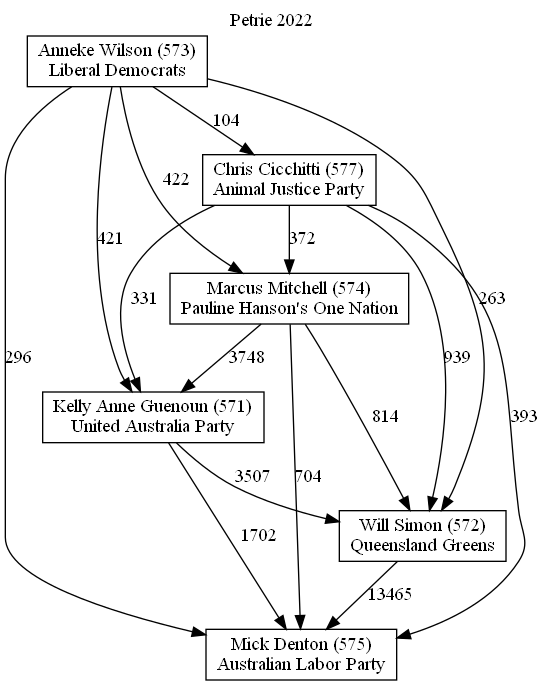 Petrie 2022
Anneke Wilson (573)
Liberal Democrats
104
Chris Cicchitti (577)
Animal Justice Party
422
421
372
331
263
Marcus Mitchell (574)
Pauline Hanson's One Nation
296
3748
939
814
393
Kelly Anne Guenoun (571)
United Australia Party
3507
704
1702
Will Simon (572)
Queensland Greens
13465
Mick Denton (575)
Australian Labor Party